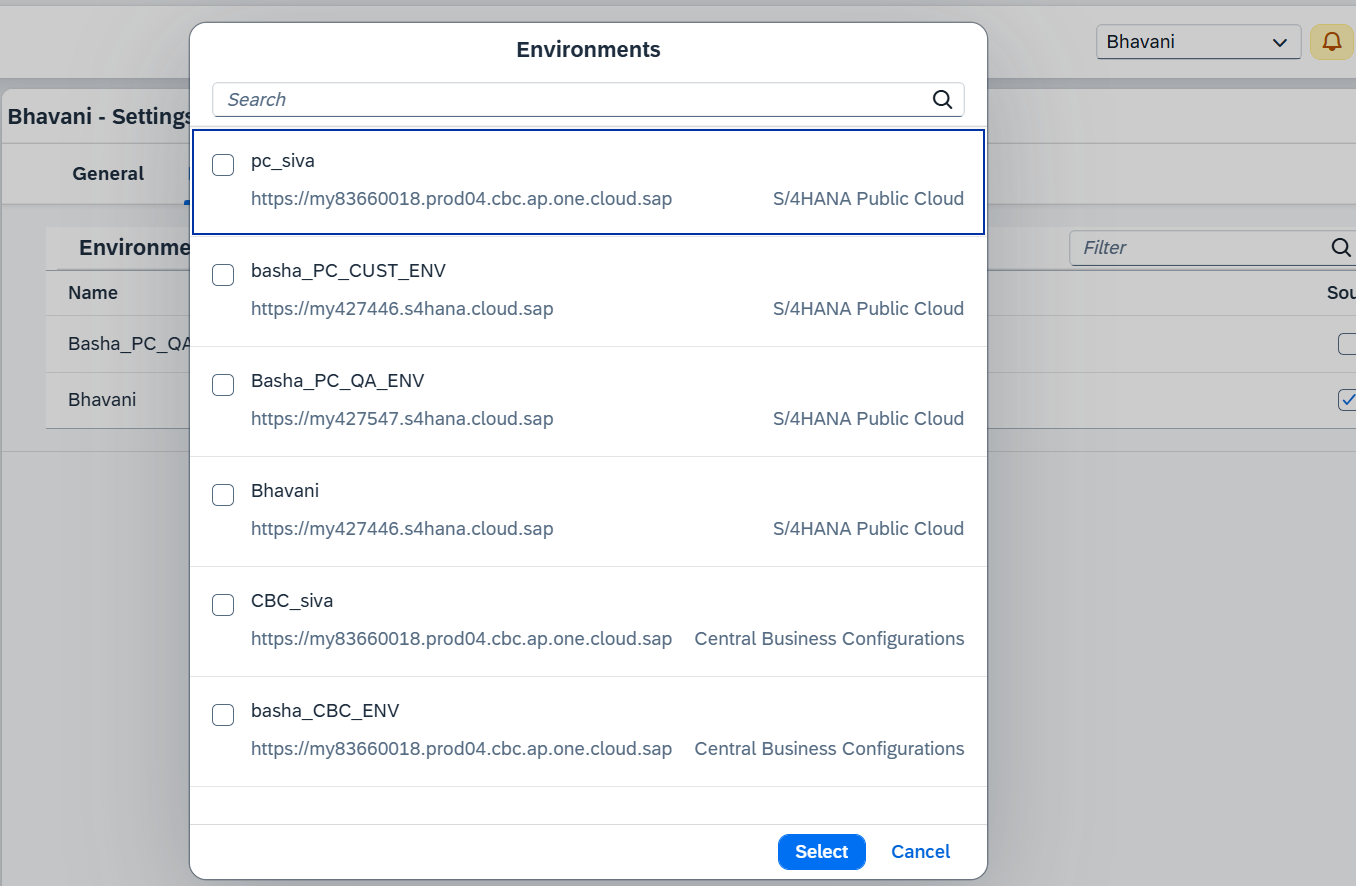 Environments
Bhavani
Search
Bhavani - Settings
General
pc_siva
https://my83660018.prod04.cbc.ap.one.cloud.sap S/4HANA Public Cloud
Environme
Filter
basha_PC_CUST_ENV
https://my427446.s4hana.cloud.sap S/4HANA Public Cloud
Name
Sou
Basha_PC_QA
Basha_PC_QA_ENV
https://my427547.s4hana.cloud.sap S/4HANA Public Cloud
Bhavani
Bhavani
https://my427446.s4hana.cloud.sap S/4HANA Public Cloud
CBC_siva
https://my83660018.prod04.cbc.ap.one.cloud.sap Central Business Configurations
basha_CBC_ENV
https://my83660018.prod04.cbc.ap.one.cloud.sap Central Business Configurations
Select Cancel